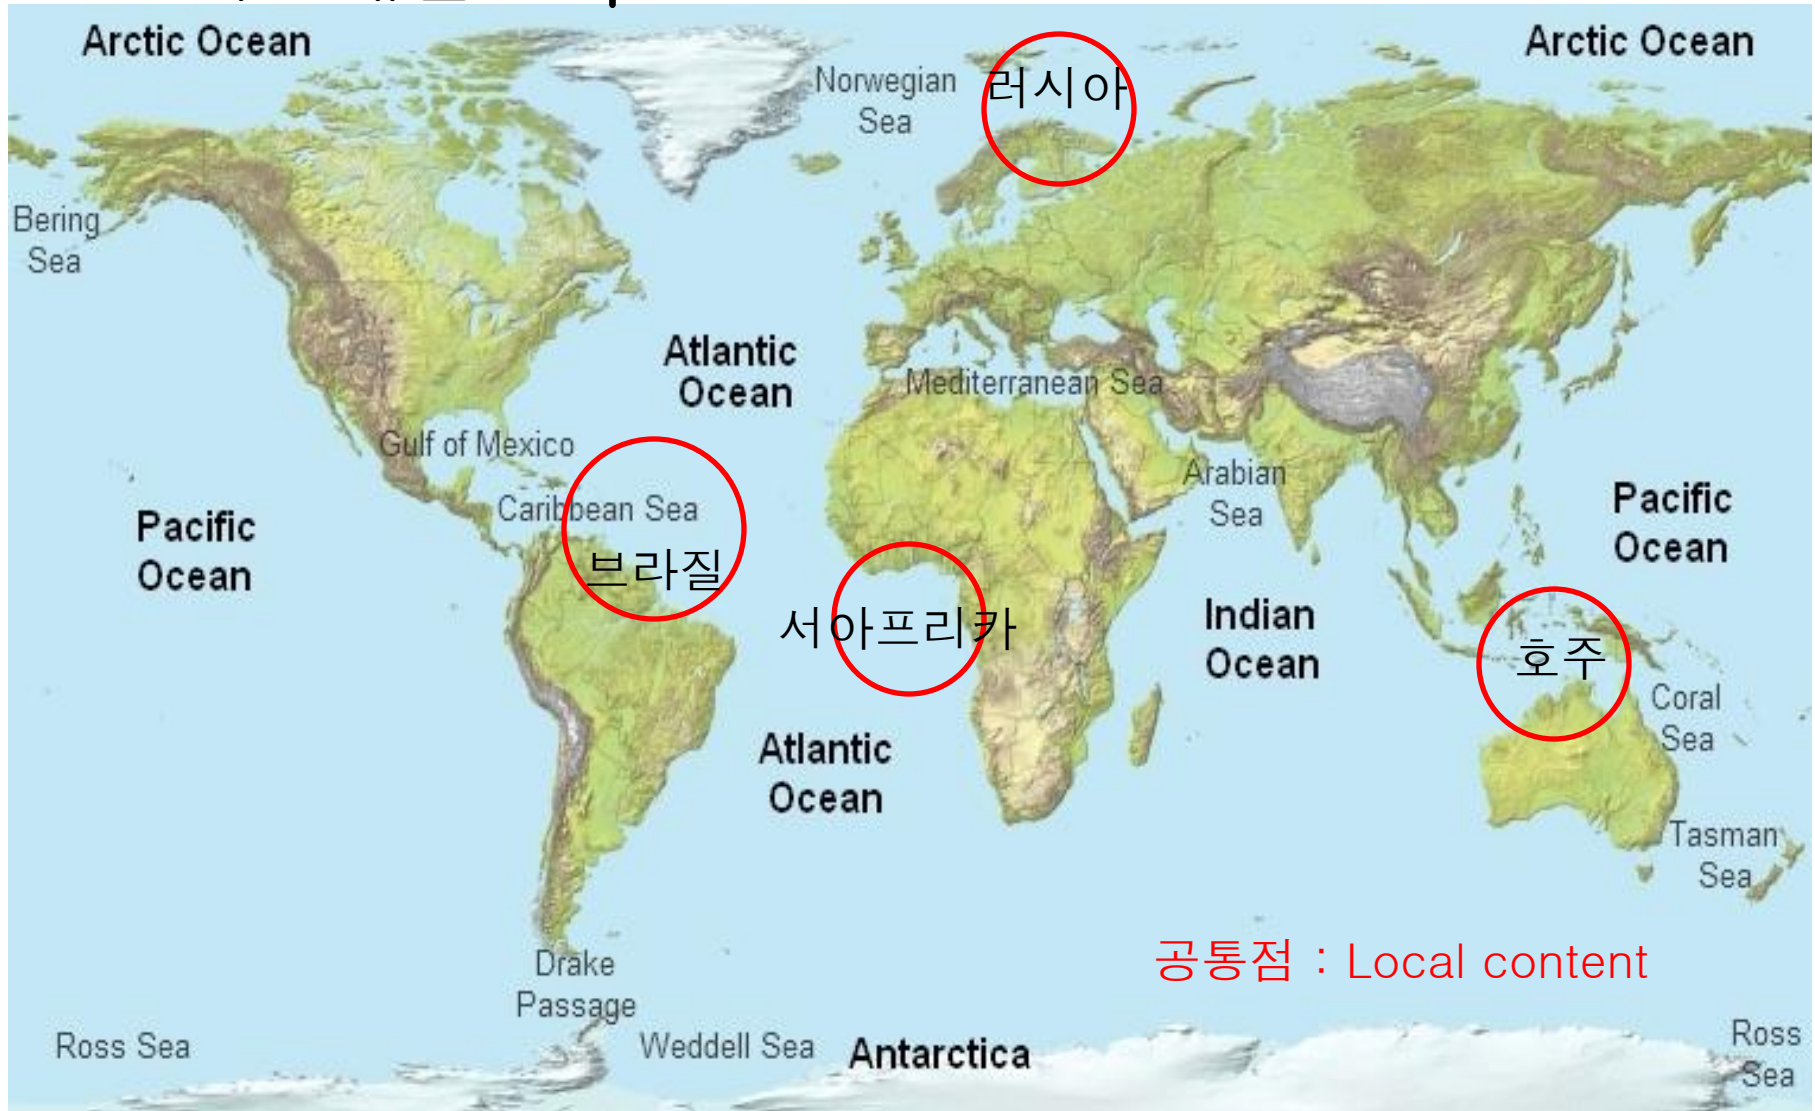 Arctic Ocean
Arctic Ocean
Norwegian
Sea
러시아
Bering
Sea
Atlantic
Ocean
Mediterranean Sea
Gulf of Mexico
Caribbean Sea
브라질
Arabian
Sea
Pacific
Ocean
Pacific
Ocean
서아프리카
Indian
Ocean
호주
Coral
Sea
Atlantic
Ocean
Tasman
Sea
공통점 : Local content
Drake
Passage
Ross Sea
Weddell Sea
Antarctica
Ross
Sea